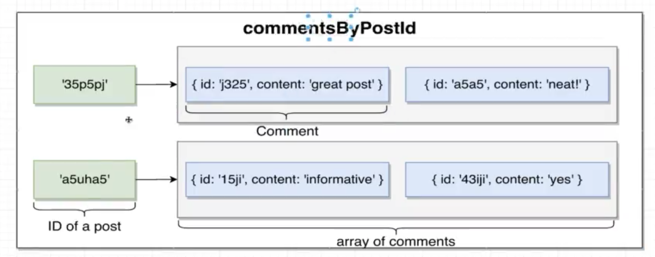 commentsByPostId
'35p5pj'
{ id: 'j325', content: 'great post' }
{ id: 'a5a5', content: 'neat!' }
Comment
'a5uha5'
{ id: '15ji', content: 'informative' }
{ id: '43iji', content: 'yes' }
ID of a post
array of comments